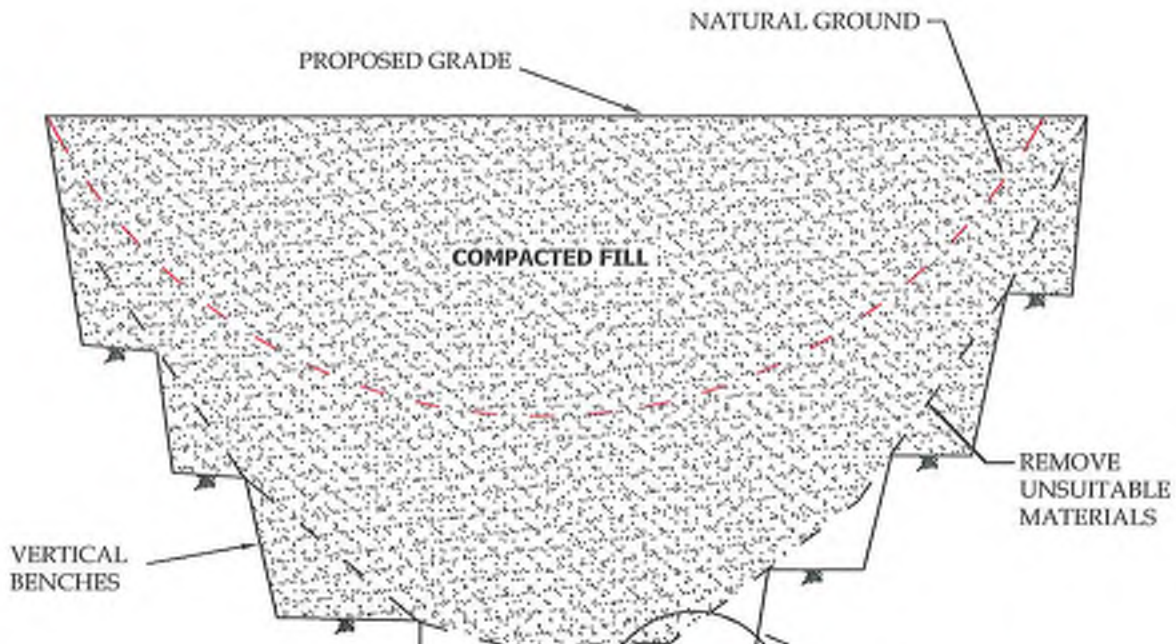 NATURAL GROUND
PROPOSED GRADE
COMPACTED FILL
REMOVE
UNSUITABLE
MATERIALS
VERTICAL
BENCHES